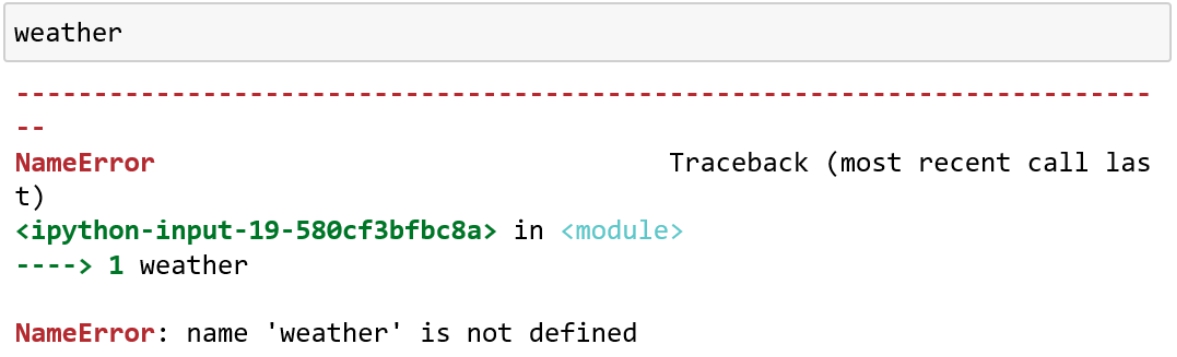 weather
---------------------------------------------------------------------------
NameError                                 Traceback (most recent call las
t)
<ipython-input-19-580cf3bfbc8a> in <module>
----> 1 weather
NameError: name 'weather' is not defined